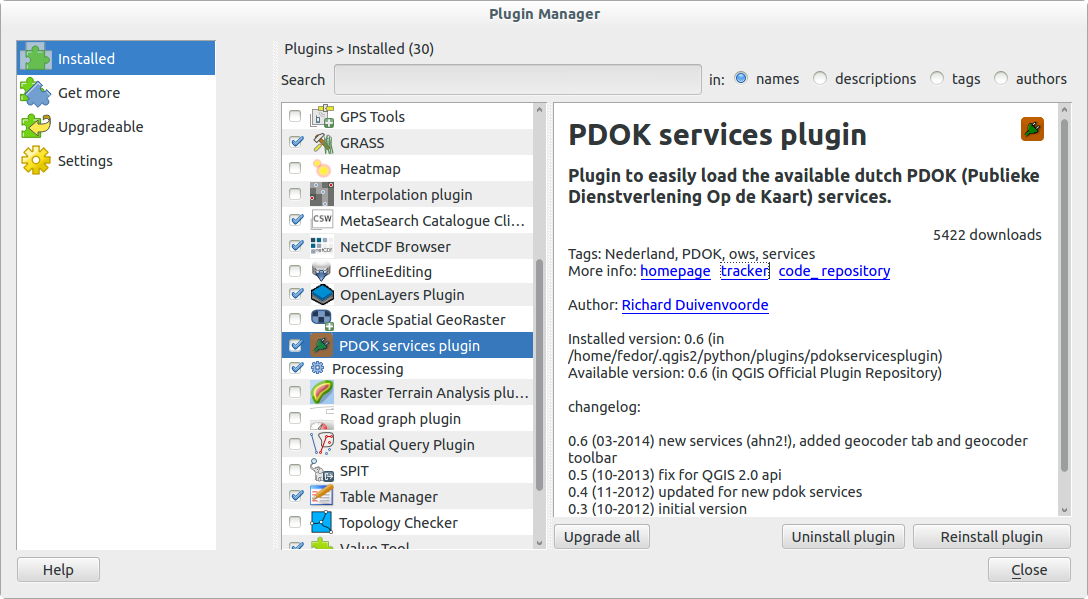 Plugin Manager
Installed
Get more
Upgradeable
Settings
Plugins > Installed (30)
Search
in:
names
descriptions
tags
authors
GPS Tools
GRASS
Heatmap
Interpolation plugin
CSW
MetaSearch Catalogue Cli...
NetCDF Browser
OfflineEditing
OpenLayers Plugin
Oracle Spatial GeoRaster
PDOK services plugin
Processing
Raster Terrain Analysis plu...
Road graph plugin
Spatial Query Plugin
SPIT
Table Manager
Topology Checker
Value Tool
PDOK services plugin
Plugin to easily load the available dutch PDOK (Publieke
Dienstverlening Op de Kaart) services.
5422 downloads
Tags: Nederland, PDOK, ows, services
More info: homepage tracker code_repository
Author: Richard Duivenvoorde
Installed version: 0.6 (in
/home/fedor/.qgis2/python/plugins/pdokservicesplugin)
Available version: 0.6 (in QGIS Official Plugin Repository)
changelog:
0.6 (03-2014) new services (ahn2!), added geocoder tab and geocoder
toolbar
0.5 (10-2013) fix for QGIS 2.0 api
0.4 (11-2012) updated for new pdok services
0.3 (10-2012) initial version
Upgrade all
Uninstall plugin
Reinstall plugin
Help
Close